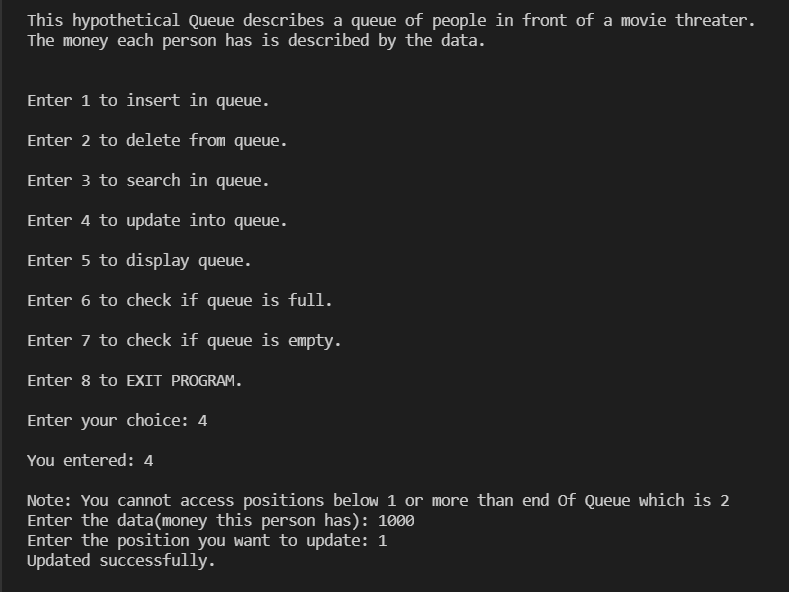 This hypothetical Queue describes a queue of people in front of a movie threater.
The money each person has is described by the data.
Enter 1 to insert in queue.
Enter 2 to delete from queue.
Enter 3 to search in queue.
Enter 4 to update into queue.
Enter 5 to display queue.
Enter 6 to check if queue is full.
Enter 7 to check if queue is empty.
Enter 8 to EXIT PROGRAM.
Enter your choice: 4
You entered: 4
Note: You cannot access positions below 1 or more than end Of Queue which is 2
Enter the data(money this person has): 1000
Enter the position you want to update: 1
Updated successfully.